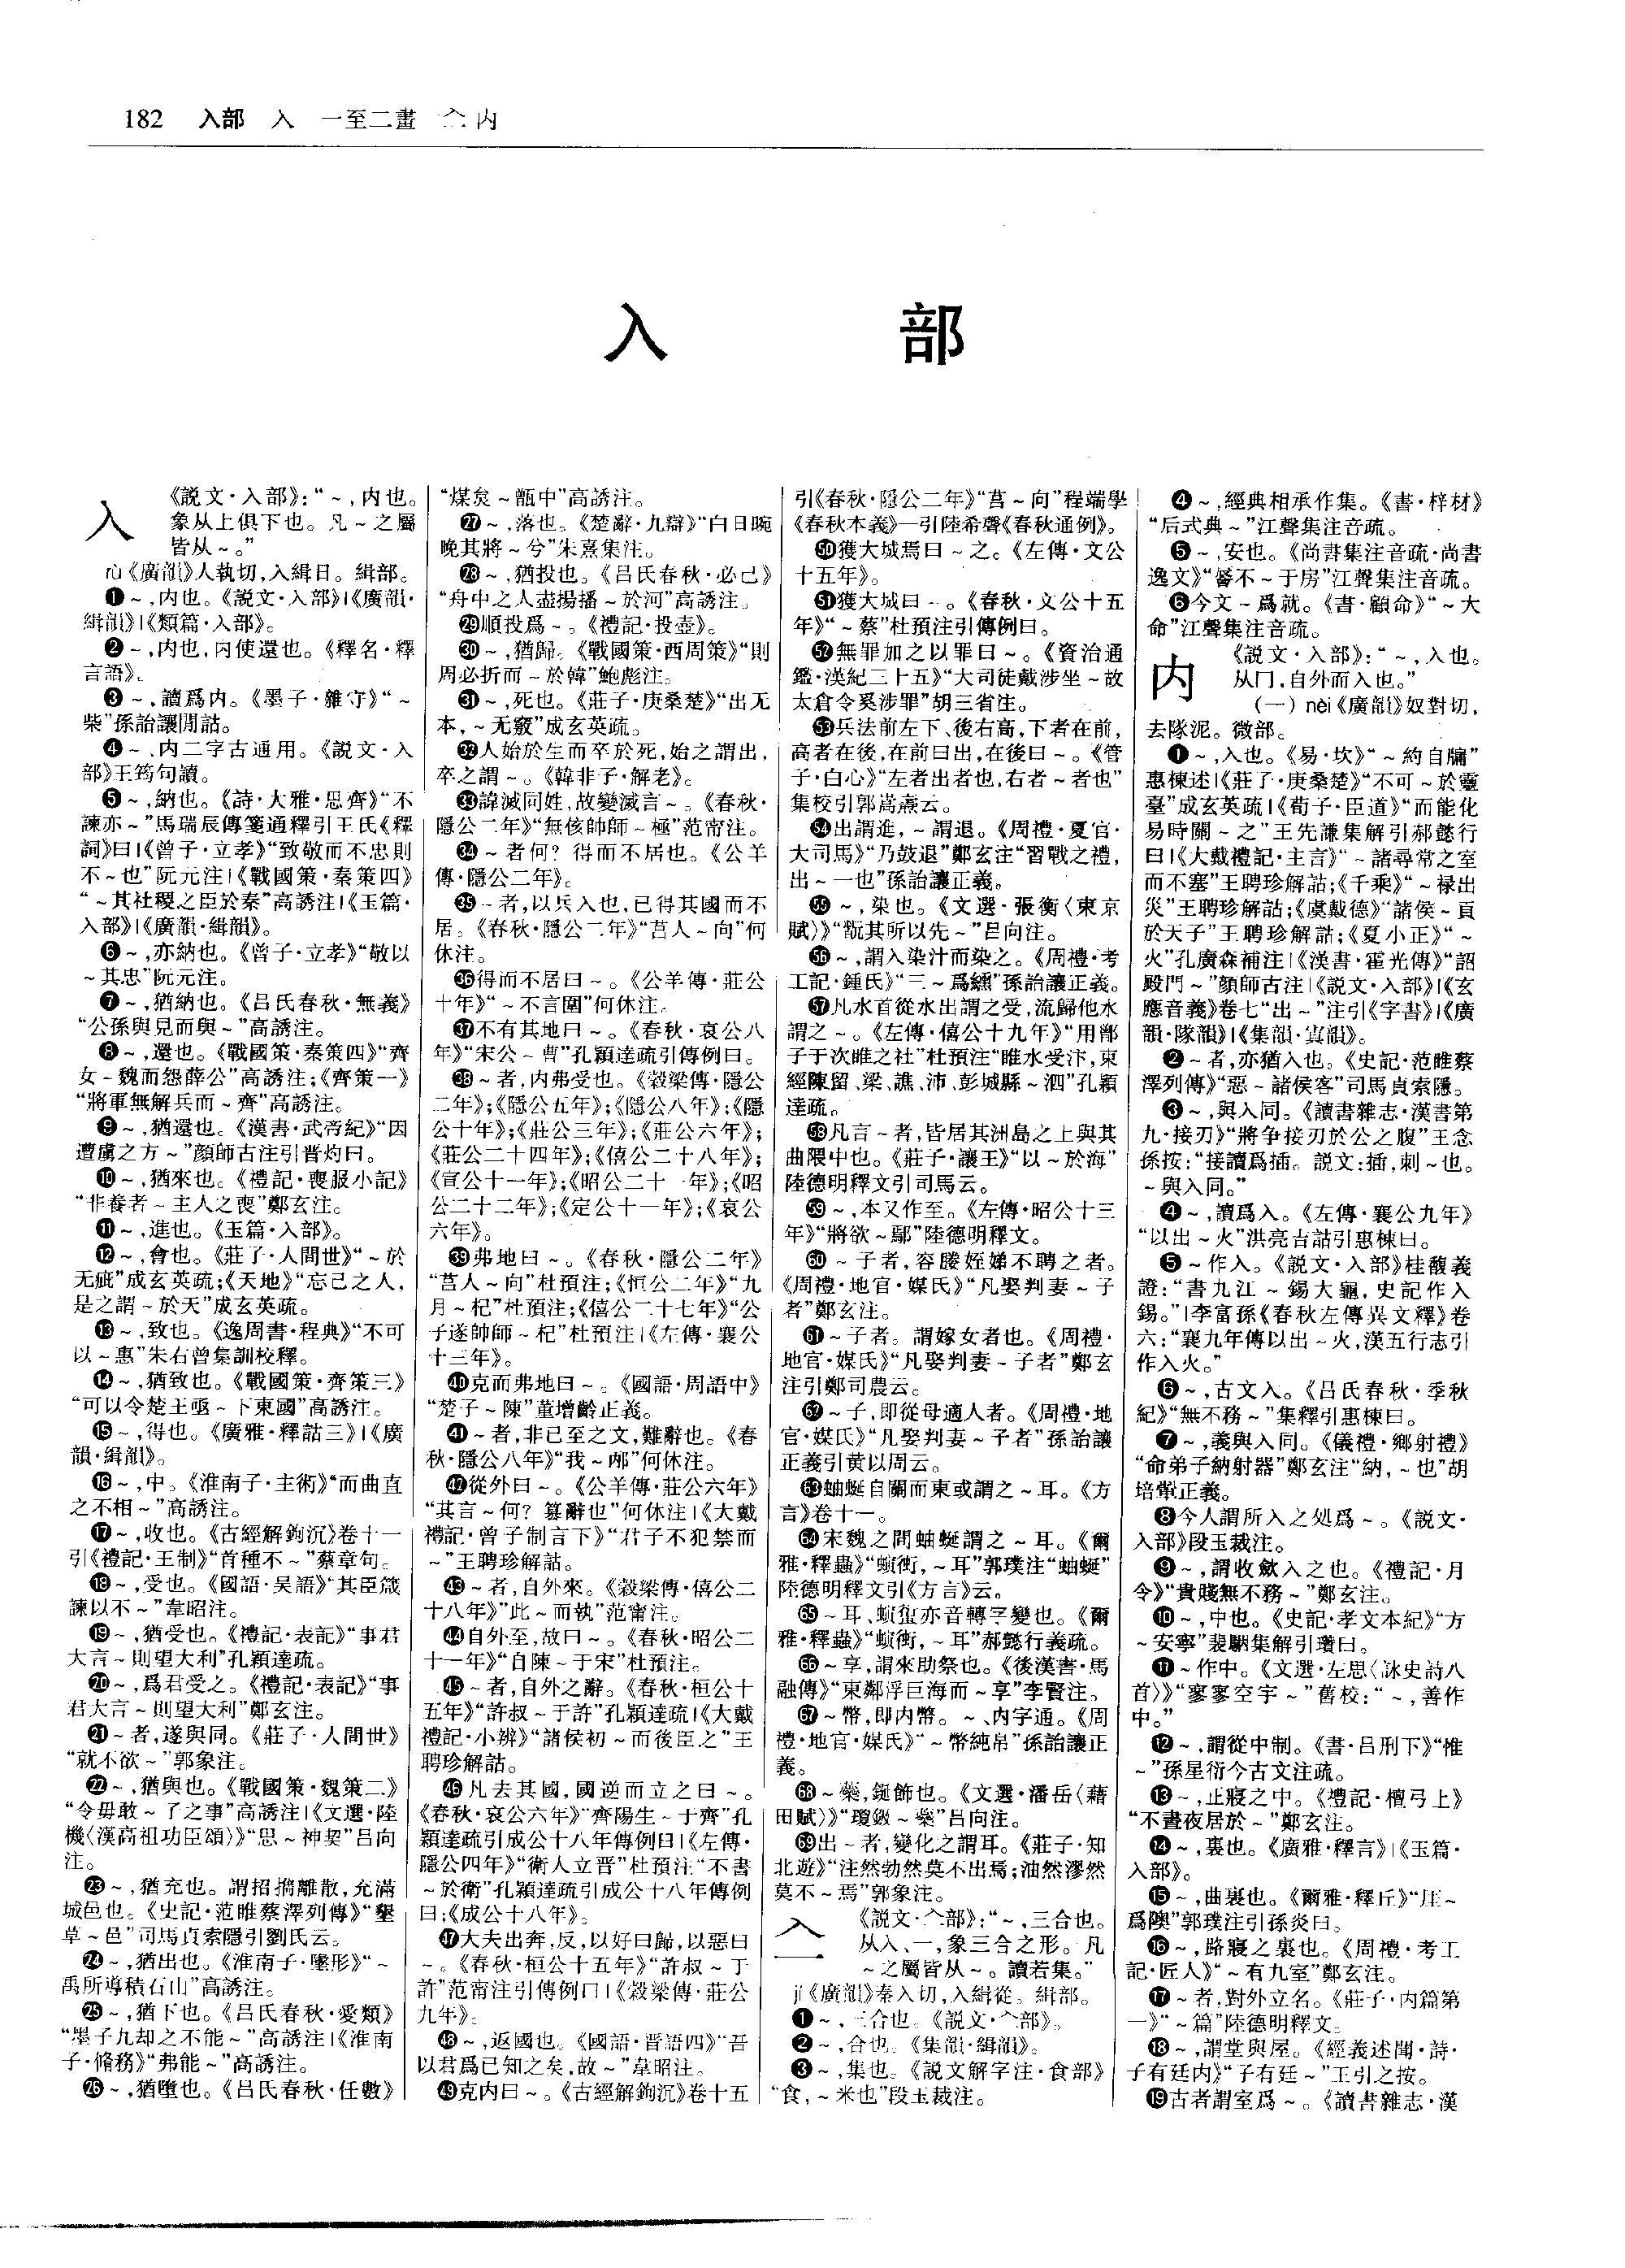 182 入部 入 一至二畫 亼 内
入 部
入
《説文·入部》：“～，内也。
象从上俱下也。凡～之屬
皆从～。”
rù《廣韻》人執切，入緝日。緝部。
❶～，内也。《説文·入部》|《廣韻·
緝韻》|《類篇·入部》。
❷～，内也，内使還也。《釋名·釋
言語》。
❸～，讀爲内。《墨子·雜守》“～
柴”孫詒讓閒詁。
❹～、内二字古通用。《説文·入
部》王筠句讀。
❺～，納也。《詩·大雅·思齊》“不
諫亦～”馬瑞辰傳箋通釋引王氏《釋
詞》曰|《曾子·立孝》“致敬而不忠則
不～也”阮元注|《戰國策·秦策四》
“～其社稷之臣於秦”高誘注|《玉篇·
入部》|《廣韻·緝韻》。
❻～，亦納也。《曾子·立孝》“敬以
～其忠”阮元注。
❼～，猶納也。《吕氏春秋·無義》
“公孫與見而與～”高誘注。
❽～，還也。《戰國策·秦策四》“齊
女～魏而怨薛公”高誘注；《齊策一》
“將軍無解兵而～齊”高誘注。
❾～，猶還也。《漢書·武帝紀》“因
遭虜之方～”顔師古注引晋灼曰。
❿～，猶來也。《禮記·喪服小記》
“非養者～主人之喪”鄭玄注。
⓫～，進也。《玉篇·入部》。
⓬～，會也。《莊子·人間世》“～於
无疵”成玄英疏；《天地》“忘己之人，
是之謂～於天”成玄英疏。
⓭～，致也。《逸周書·程典》“不可
以～惠”朱右曾集訓校釋。
⓮～，猶致也。《戰國策·齊策三》
“可以令楚王亟～下東國”高誘注。
⓯～，得也。《廣雅·釋詁三》|《廣
韻·緝韻》。
⓰～，中。《淮南子·主術》“而曲直
之不相～”高誘注。
⓱～，收也。《古經解鉤沉》卷十一
引《禮記·王制》“首種不～”蔡章句。
⓲～，受也。《國語·吴語》“其臣箴
諫以不～”韋昭注。
⓳～，猶受也。《禮記·表記》“事君
大言～則望大利”孔穎達疏。
⓴～，爲君受之。《禮記·表記》“事
君大言～則望大利”鄭玄注。
㉑～者，遂與同。《莊子·人間世》
“就不欲～”郭象注。
㉒～，猶與也。《戰國策·魏策二》
“令毋敢～子之事”高誘注|《文選·陸
機〈漢高祖功臣頌〉》“思～神契”吕向
注。
㉓～，猶充也。謂招攜離散，充滿
城邑也。《史記·范雎蔡澤列傳》“墾
草～邑”司馬貞索隱引劉氏云。
㉔～，猶出也。《淮南子·墬形》“～
禹所導積石山”高誘注。
㉕～，猶下也。《吕氏春秋·愛類》
“墨子九却之不能～”高誘注|《淮南
子·脩務》“弗能～”高誘注。
㉖～，猶墮也。《吕氏春秋·任數》
“煤炱～甑中”高誘注。
㉗～，落也。《楚辭·九辯》“白日晼
晚其將～兮”朱熹集注。
㉘～，猶投也。《吕氏春秋·必己》
“舟中之人盡揚播～於河”高誘注。
㉙順投爲～。《禮記·投壺》。
㉚～，猶歸。《戰國策·西周策》“則
周必折而～於韓”鮑彪注。
㉛～，死也。《莊子·庚桑楚》“出无
本，～无竅”成玄英疏。
㉜人始於生而卒於死，始之謂出，
卒之謂～。《韓非子·解老》。
㉝諱滅同姓，故變滅言～。《春秋·
隱公二年》“無侅帥師～極”范甯注。
㉞～者何？得而不居也。《公羊
傳·隱公二年》。
㉟～者，以兵入也，已得其國而不
居。《春秋·隱公二年》“莒人～向”何
休注。
㊱得而不居曰～。《公羊傳·莊公
十年》“～不言圍”何休注。
㊲不有其地曰～。《春秋·哀公八
年》“宋公～曹”孔穎達疏引傳例曰。
㊳～者，内弗受也。《穀梁傳·隱公
二年》；《隱公五年》；《隱公八年》；《隱
公十年》；《莊公三年》；《莊公六年》；
《莊公二十四年》；《僖公二十八年》；
《宣公十一年》；《昭公二十一年》；《昭
公二十二年》；《定公十一年》；《哀公
六年》。
㊴弗地曰～。《春秋·隱公二年》
“莒人～向”杜預注；《桓公二年》“九
月～杞”杜預注；《僖公二十七年》“公
子遂帥師～杞”杜預注|《左傳·襄公
十三年》。
㊵克而弗地曰～。《國語·周語中》
“楚子～陳”董增齡正義。
㊶～者，非已至之文，難辭也。《春
秋·隱公八年》“我～邴”何休注。
㊷從外曰～。《公羊傳·莊公六年》
“其言～何？篡辭也”何休注|《大戴
禮記·曾子制言下》“君子不犯禁而
～”王聘珍解詁。
㊸～者，自外來。《穀梁傳·僖公二
十八年》“此～而執”范甯注。
㊹自外至，故曰～。《春秋·昭公二
十一年》“自陳～于宋”杜預注。
㊺～者，自外之辭。《春秋·桓公十
五年》“許叔～于許”孔穎達疏|《大戴
禮記·小辨》“諸侯初～而後臣之”王
聘珍解詁。
㊻凡去其國，國逆而立之曰～。
《春秋·哀公六年》“齊陽生～于齊”孔
穎達疏引成公十八年傳例曰|《左傳·
隱公四年》“衛人立晉”杜預注“不書
～於衛”孔穎達疏引成公十八年傳例
曰；《成公十八年》。
㊼大夫出奔，反，以好曰歸，以惡曰
～。《春秋·桓公十五年》“許叔～于
許”范甯注引傳例曰|《穀梁傳·莊公
九年》。
㊽～，返國也。《國語·晋語四》“吾
以君爲已知之矣，故～”韋昭注。
㊾克内曰～。《古經解鉤沉》卷十五
引《春秋·隱公二年》“莒～向”程端學
《春秋本義》一引陸希聲《春秋通例》。
㊿獲大城焉曰～之。《左傳·文公
十五年》。
51獲大城曰～。《春秋·文公十五
年》“～蔡”杜預注引傳例曰。
52無罪加之以罪曰～。《資治通
鑑·漢紀二十五》“大司徒戴涉坐～故
太倉令奚涉罪”胡三省注。
53兵法前左下、後右高，下者在前，
高者在後，在前曰出，在後曰～。《管
子·白心》“左者出者也，右者～者也”
集校引郭嵩燾云。
54出謂進，～謂退。《周禮·夏官·
大司馬》“乃鼓退”鄭玄注“習戰之禮，
出～一也”孫詒讓正義。
55～，染也。《文選·張衡〈東京
賦〉》“翫其所以先～”吕向注。
56～，謂入染汁而染之。《周禮·考
工記·鍾氏》“三～爲纁”孫詒讓正義。
57凡水首從水出謂之受，流歸他水
謂之～。《左傳·僖公十九年》“用鄫
子于次睢之社”杜預注“睢水受汴，東
經陳留、梁、譙、沛、彭城縣～泗”孔穎
達疏。
58凡言～者，皆居其洲島之上與其
曲隈中也。《莊子·讓王》“以～於海”
陸德明釋文引司馬云。
59～，本又作至。《左傳·昭公十三
年》“將欲～鄢”陸德明釋文。
60～子者，容媵姪娣不聘之者。
《周禮·地官·媒氏》“凡娶判妻～子
者”鄭玄注。
61～子者。謂嫁女者也。《周禮·
地官·媒氏》“凡娶判妻～子者”鄭玄
注引鄭司農云。
62～子，即從母適人者。《周禮·地
官·媒氏》“凡娶判妻～子者”孫詒讓
正義引黄以周云。
63蚰蜒自關而東或謂之～耳。《方
言》卷十一。
64宋魏之間蚰蜒謂之～耳。《爾
雅·釋蟲》“螾衝，～耳”郭璞注“蚰蜒”
陸德明釋文引《方言》云。
65～耳、螾蚔亦音轉字變也。《爾
雅·釋蟲》“螾衝，～耳”郝懿行義疏。
66～享，謂來助祭也。《後漢書·馬
融傳》“東鄰浮巨海而～享”李賢注。
67～幣，即内幣。～、内字通。《周
禮·地官·媒氏》“～幣純帛”孫詒讓正
義。
68～蘂，鋋飾也。《文選·潘岳〈藉
田賦〉》“瓊鈒～蘂”吕向注。
69出～者，變化之謂耳。《莊子·知
北遊》“注然勃然莫不出焉；油然漻然
莫不～焉”郭象注。
亼
《説文·亼部》：“～，三合也。
从入、一，象三合之形。凡
～之屬皆从～。讀若集。”
jí《廣韻》秦入切，入緝從。緝部。
❶～，三合也。《説文·亼部》。
❷～，合也。《集韻·緝韻》。
❸～，集也。《説文解字注·食部》
“食，～米也”段玉裁注。
❹～，經典相承作集。《書·梓材》
“后式典～”江聲集注音疏。
❺～，安也。《尚書集注音疏·尚書
逸文》“㫳不～于房”江聲集注音疏。
❻今文～爲就。《書·顧命》“～大
命”江聲集注音疏。
内
《説文·入部》：“～，入也。
从冂，自外而入也。”
（一）nèi《廣韻》奴對切，
去隊泥。微部。
❶～，入也。《易·坎》“～約自牖”
惠棟述|《莊子·庚桑楚》“不可～於靈
臺”成玄英疏|《荀子·臣道》“而能化
易時關～之”王先謙集解引郝懿行
曰|《大戴禮記·主言》“～諸尋常之室
而不塞”王聘珍解詁；《千乘》“～禄出
災”王聘珍解詁；《虞戴德》“諸侯～貢
於天子”王聘珍解詁；《夏小正》“～
火”孔廣森補注|《漢書·霍光傳》“詔
殿門～”顔師古注|《説文·入部》|《玄
應音義》卷七“出～”注引《字書》|《廣
韻·隊韻》|《集韻·寘韻》。
❷～者，亦猶入也。《史記·范雎蔡
澤列傳》“惡～諸侯客”司馬貞索隱。
❸～，與入同。《讀書雜志·漢書第
九·接刃》“將争接刃於公之腹”王念
孫按：“接讀爲插。説文：插，刺～也。
～與入同。”
❹～，讀爲入。《左傳·襄公九年》
“以出～火”洪亮吉詁引惠棟曰。
❺～作入。《説文·入部》桂馥義
證：“書九江～錫大龜，史記作入
錫。”|李富孫《春秋左傳異文釋》卷
六：“襄九年傳以出～火，漢五行志引
作入火。”
❻～，古文入。《吕氏春秋·季秋
紀》“無不務～”集釋引惠棟曰。
❼～，義與入同。《儀禮·鄉射禮》
“命弟子納射器”鄭玄注“納，～也”胡
培翬正義。
❽今人謂所入之処爲～。《説文·
入部》段玉裁注。
❾～，謂收斂入之也。《禮記·月
令》“貴賤無不務～”鄭玄注。
❿～，中也。《史記·孝文本紀》“方
～安寧”裴駰集解引瓚曰。
⓫～作中。《文選·左思〈詠史詩八
首〉》“寥寥空宇～”舊校：“～，善作
中。”
⓬～，謂從中制。《書·吕刑下》“惟
～”孫星衍今古文注疏。
⓭～，正寢之中。《禮記·檀弓上》
“不晝夜居於～”鄭玄注。
⓮～，裏也。《廣雅·釋言》|《玉篇·
入部》。
⓯～，曲裏也。《爾雅·釋丘》“厓～
爲隩”郭璞注引孫炎曰。
⓰～，路寢之裏也。《周禮·考工
記·匠人》“～有九室”鄭玄注。
⓱～者，對外立名。《莊子·内篇第
一》“～篇”陸德明釋文。
⓲～，謂堂與屋。《經義述聞·詩·
子有廷内》“子有廷～”王引之按。
⓳古者謂室爲～。《讀書雜志·漢